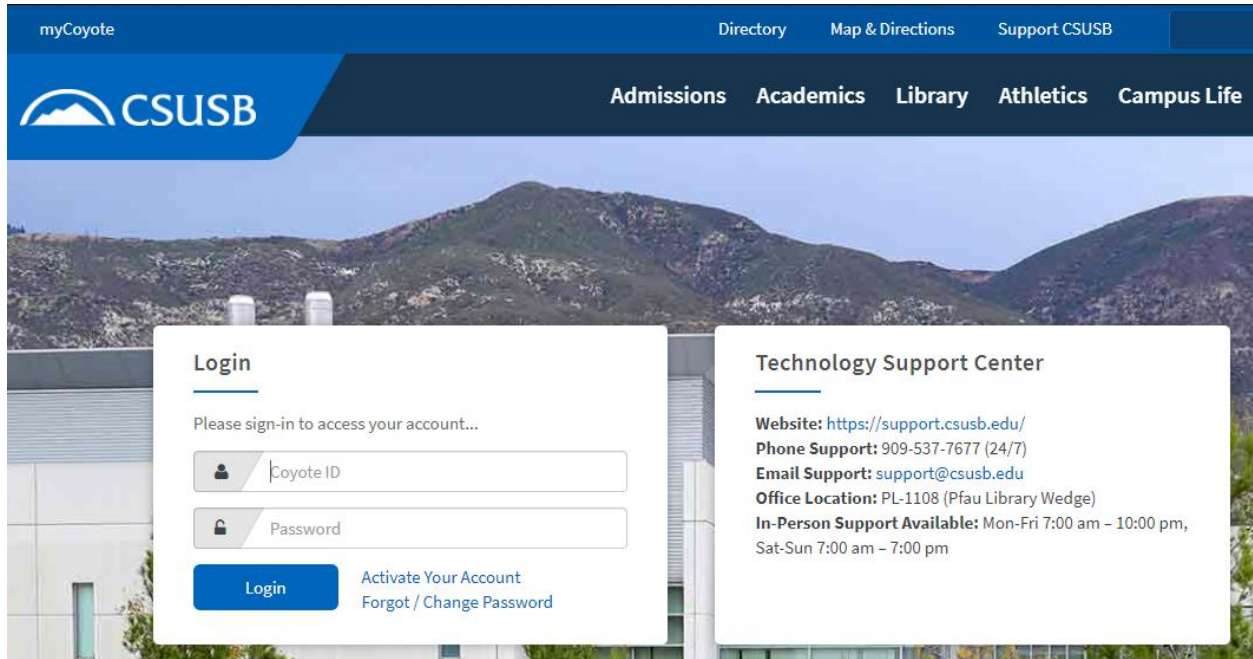 myCoyote
Directory
Map & Directions
Support CSUSB
CSUSB
Admissions
Academics
Library
Athletics
Campus Life
Login
Please sign-in to access your account...
Coyote ID
Password
Login
Activate Your Account
Forgot / Change Password
Technology Support Center
Website: https://support.csusb.edu/
Phone Support: 909-537-7677 (24/7)
Email Support: support@csusb.edu
Office Location: PL-1108 (Pfau Library Wedge)
In-Person Support Available: Mon-Fri 7:00 am – 10:00 pm,
Sat-Sun 7:00 am – 7:00 pm